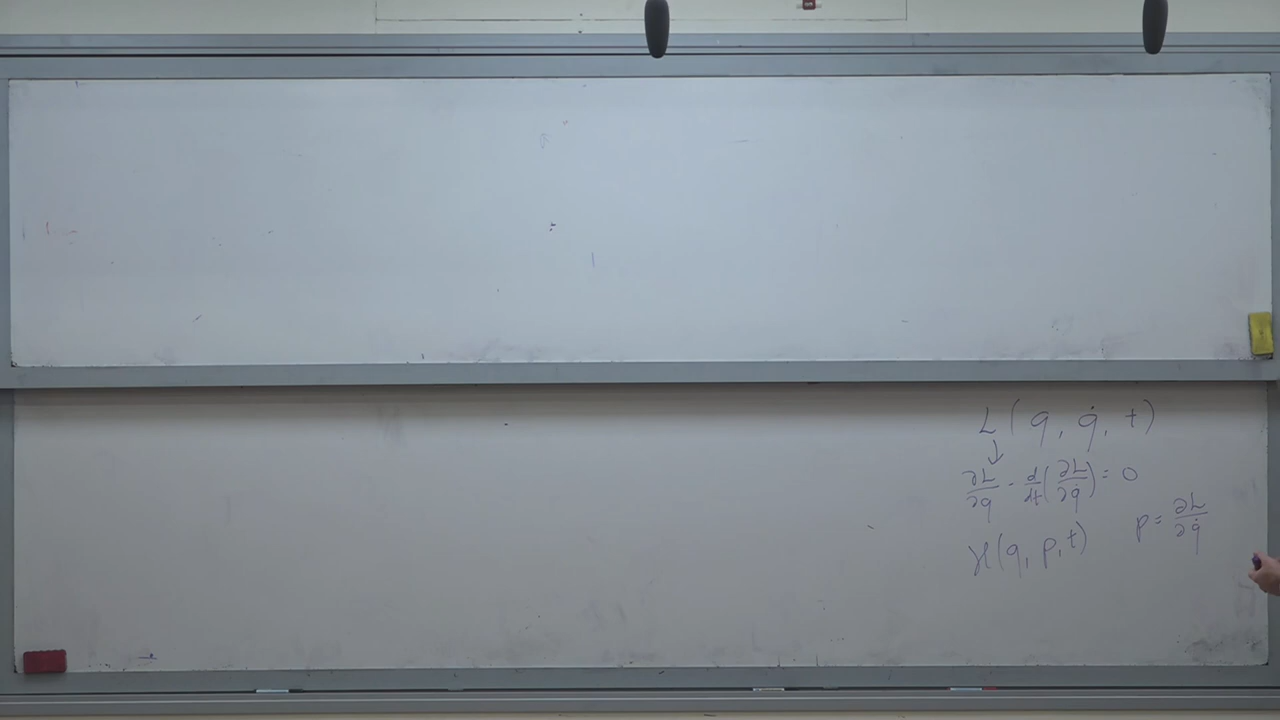 L(q, q̇, t)
↓
∂L/∂q - d/dt(∂L/∂q̇) = 0
p = ∂L/∂q̇
H(q, p, t)